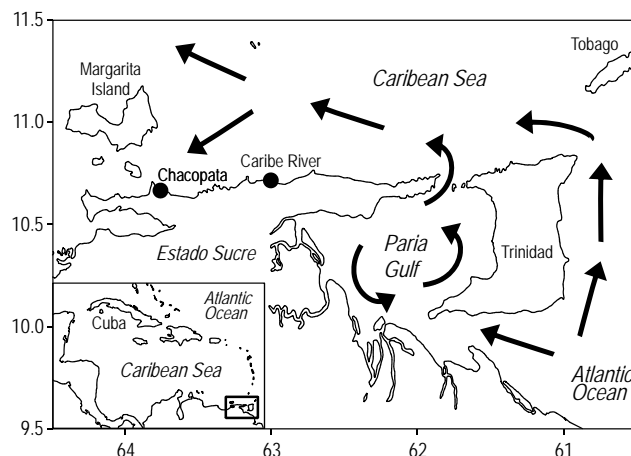 11.5
11.0
10.5
10.0
9.5
64
63
62
61
Tobago
Margarita
Island
Caribean Sea
Chacopata
Caribe River
Estado Sucre
Paria
Gulf
Trinidad
Atlantic
Ocean
Atlantic
Ocean
Cuba
Caribean Sea